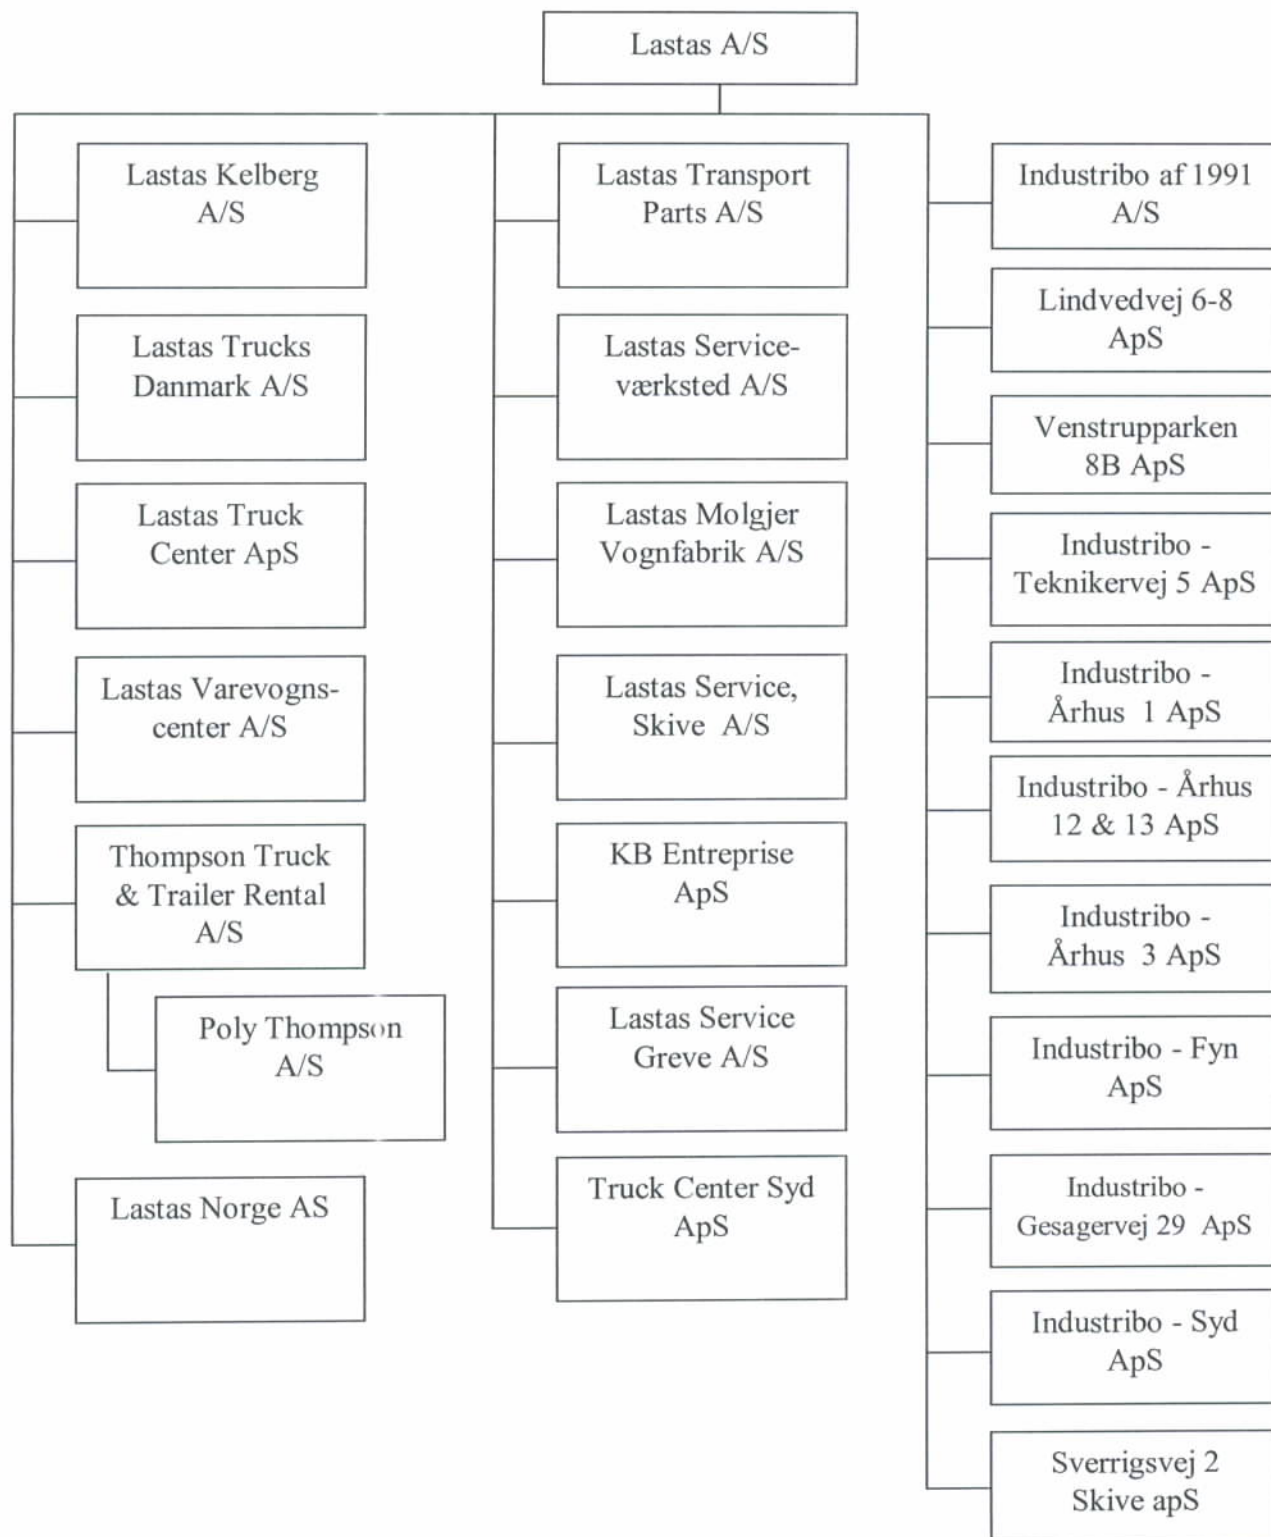 Lastas A/S
Lastas Kelberg
A/S
Lastas Trucks
Danmark A/S
Lastas Truck
Center ApS
Lastas Varevogns-
center A/S
Thompson Truck
& Trailer Rental
A/S
Poly Thompson
A/S
Lastas Norge AS
Lastas Transport
Parts A/S
Lastas Service-
værksted A/S
Lastas Molgjer
Vognfabrik A/S
Lastas Service,
Skive A/S
KB Entreprise
ApS
Lastas Service
Greve A/S
Truck Center Syd
ApS
Industribo af 1991
A/S
Lindvedvej 6-8
ApS
Venstrupparken
8B ApS
Industribo -
Teknikervej 5 ApS
Industribo -
Århus 1 ApS
Industribo - Århus
12 & 13 ApS
Industribo -
Århus 3 ApS
Industribo - Fyn
ApS
Industribo -
Gesagervej 29 ApS
Industribo - Syd
ApS
Sverrigsvej 2
Skive apS